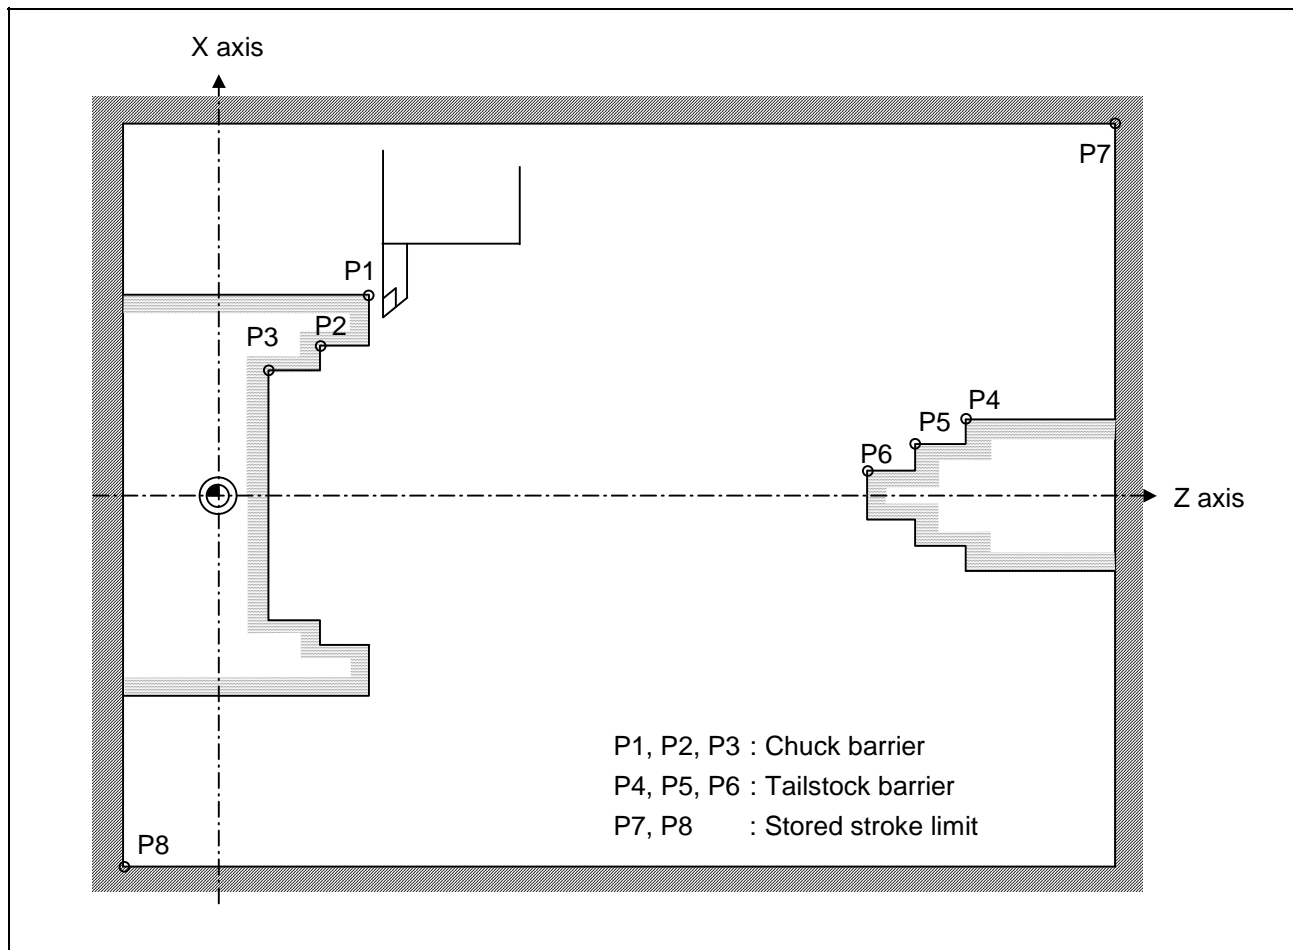 X axis
P7
P1
P2
P3
P4
P5
P6
Z axis
P1, P2, P3 : Chuck barrier
P4, P5, P6 : Tailstock barrier
P7, P8 : Stored stroke limit
P8